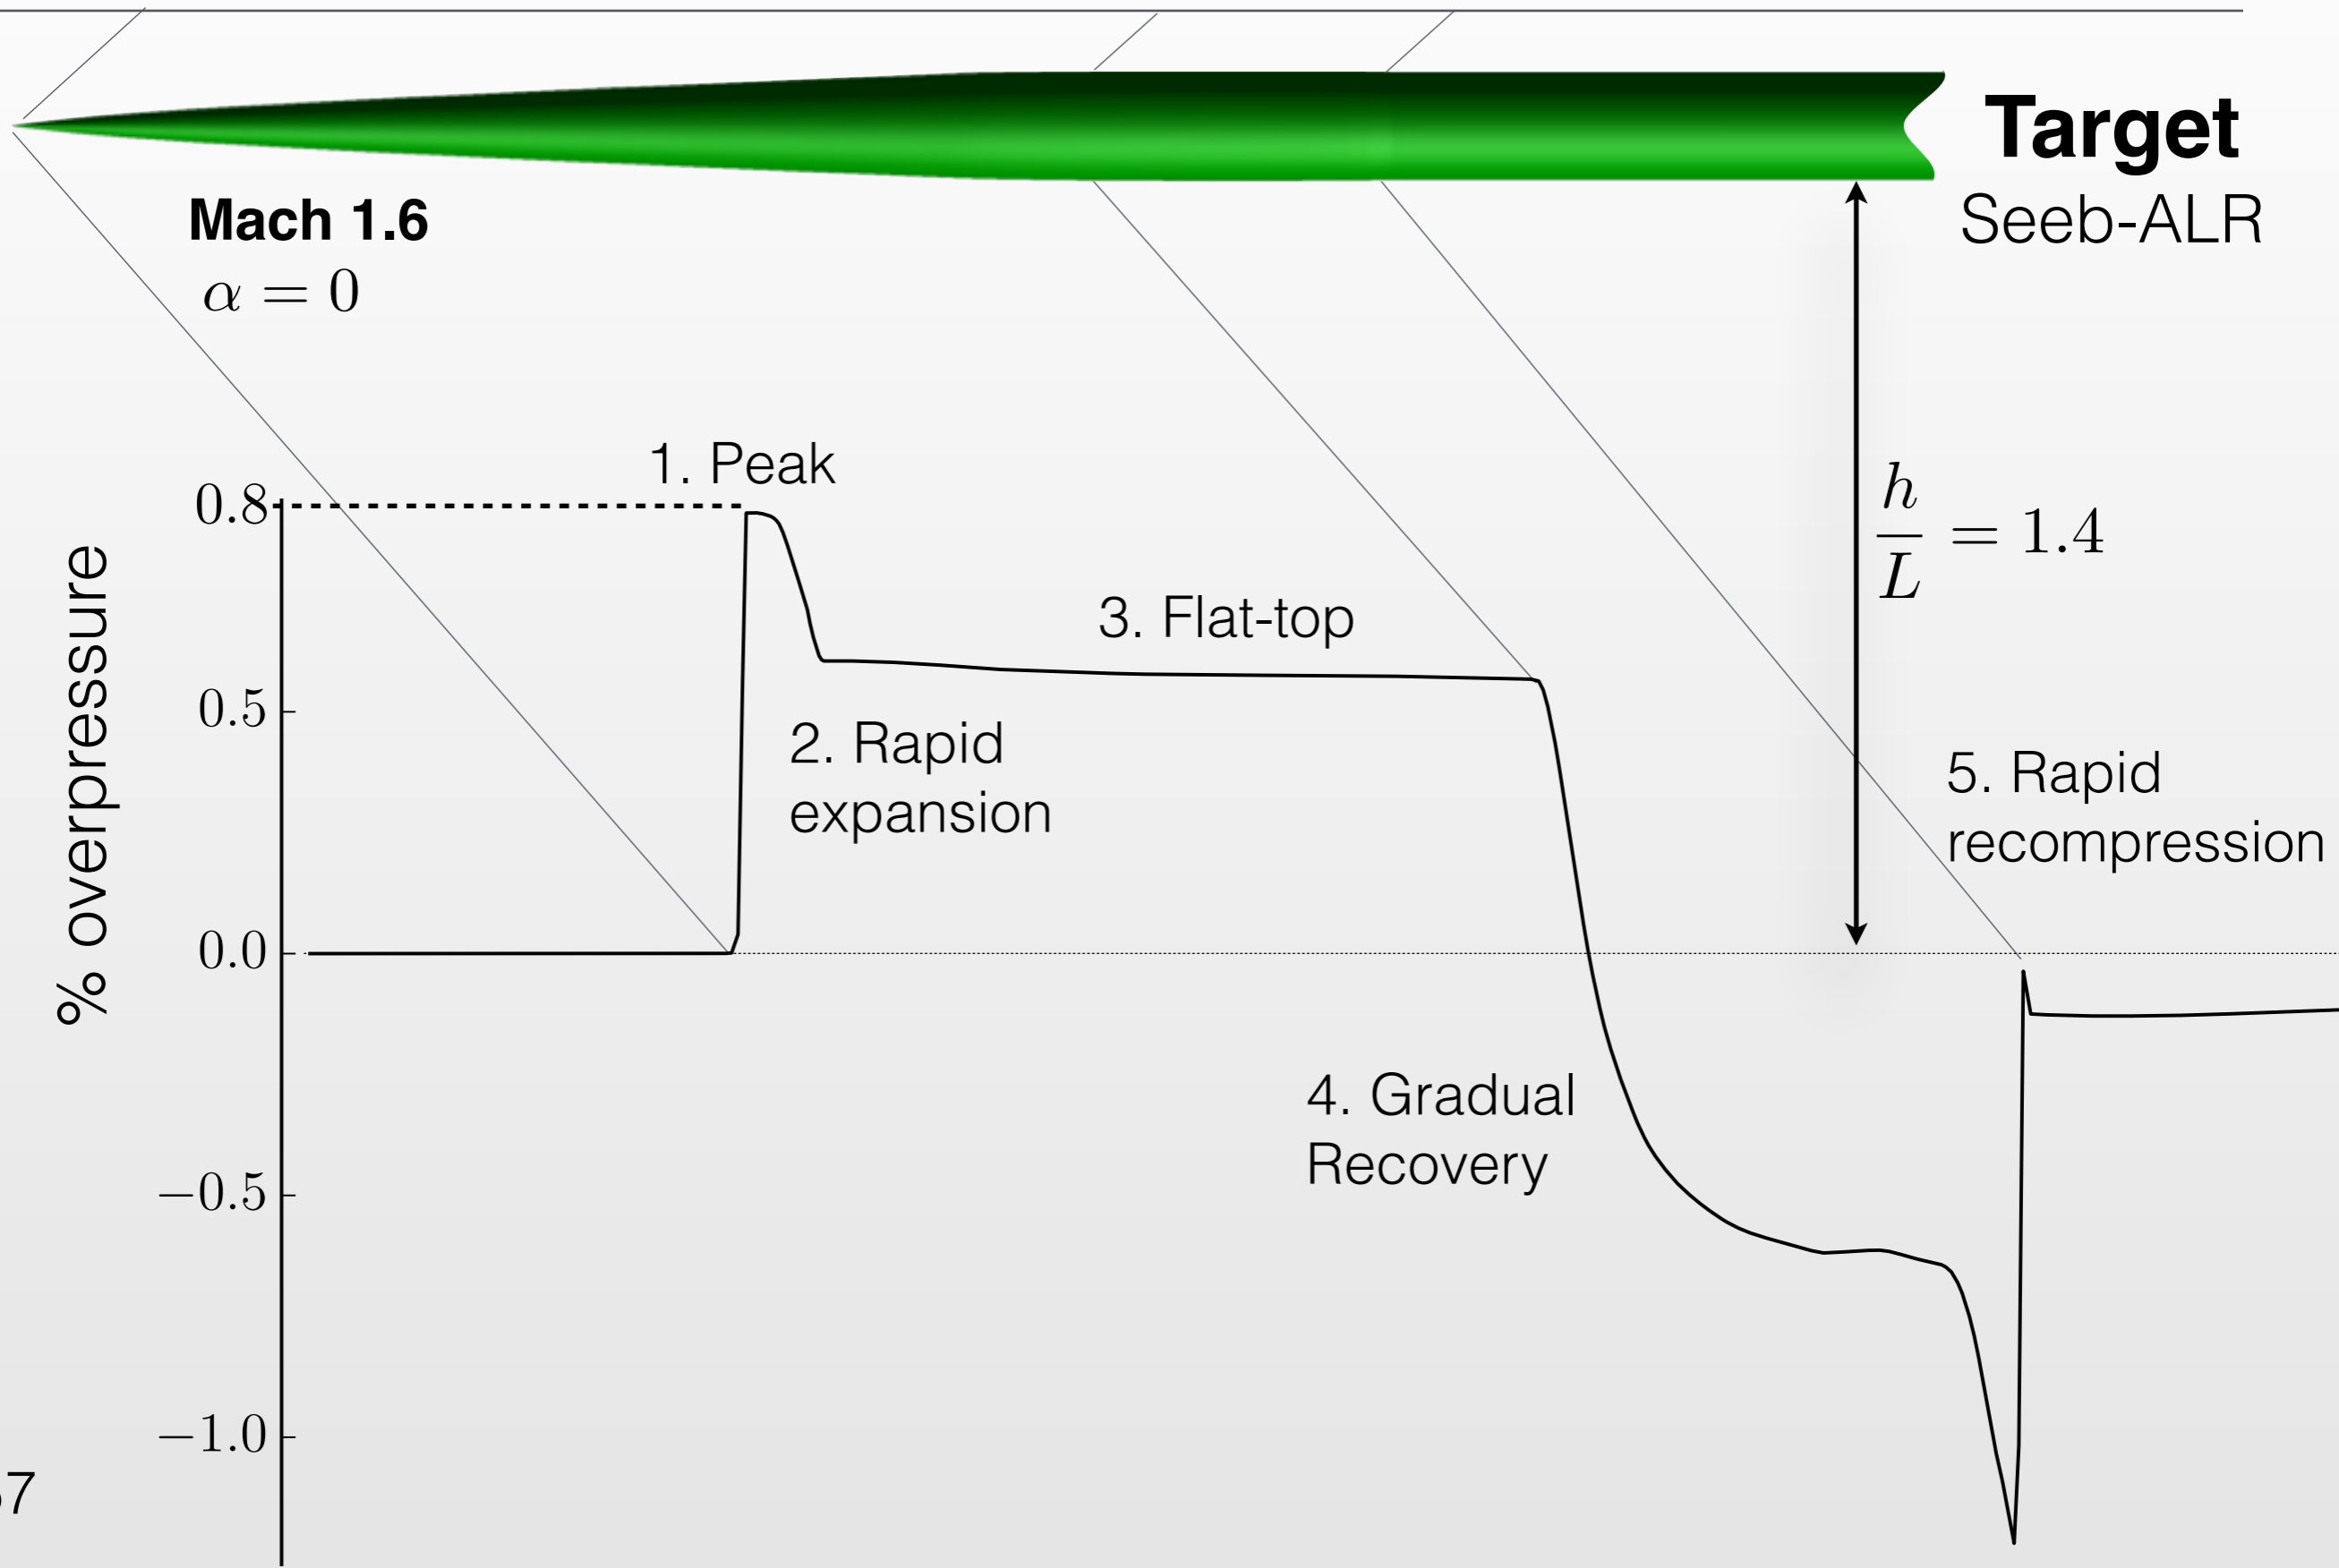 Target
Seeb-ALR
Mach 1.6
α = 0
1. Peak
0.8
h/L = 1.4
3. Flat-top
0.5
2. Rapid
expansion
5. Rapid
recompression
% overpressure
0.0
4. Gradual
Recovery
−0.5
−1.0
7